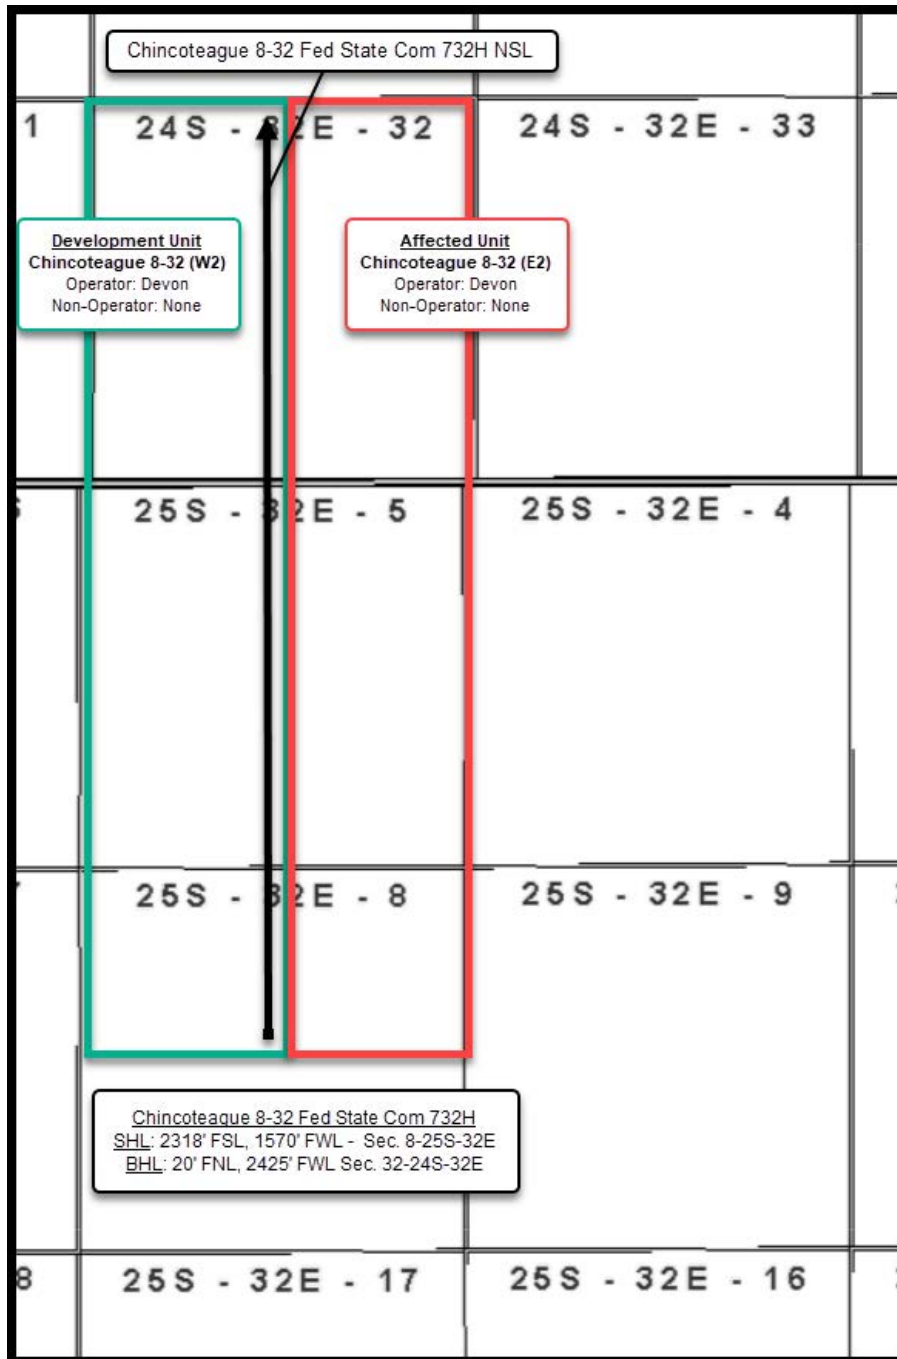 Chincoteague 8-32 Fed State Com 732H NSL
1
24S - 32E - 32
24S - 32E - 33
Development Unit
Chincoteague 8-32 (W2)
Operator: Devon
Non-Operator: None
Affected Unit
Chincoteague 8-32 (E2)
Operator: Devon
Non-Operator: None
25S - 32E - 5
25S - 32E - 4
25S - 32E - 8
25S - 32E - 9
Chincoteague 8-32 Fed State Com 732H
SHL: 2318' FSL, 1570' FWL - Sec. 8-25S-32E
BHL: 20' FNL, 2425' FWL Sec. 32-24S-32E
8
25S - 32E - 17
25S - 32E - 16